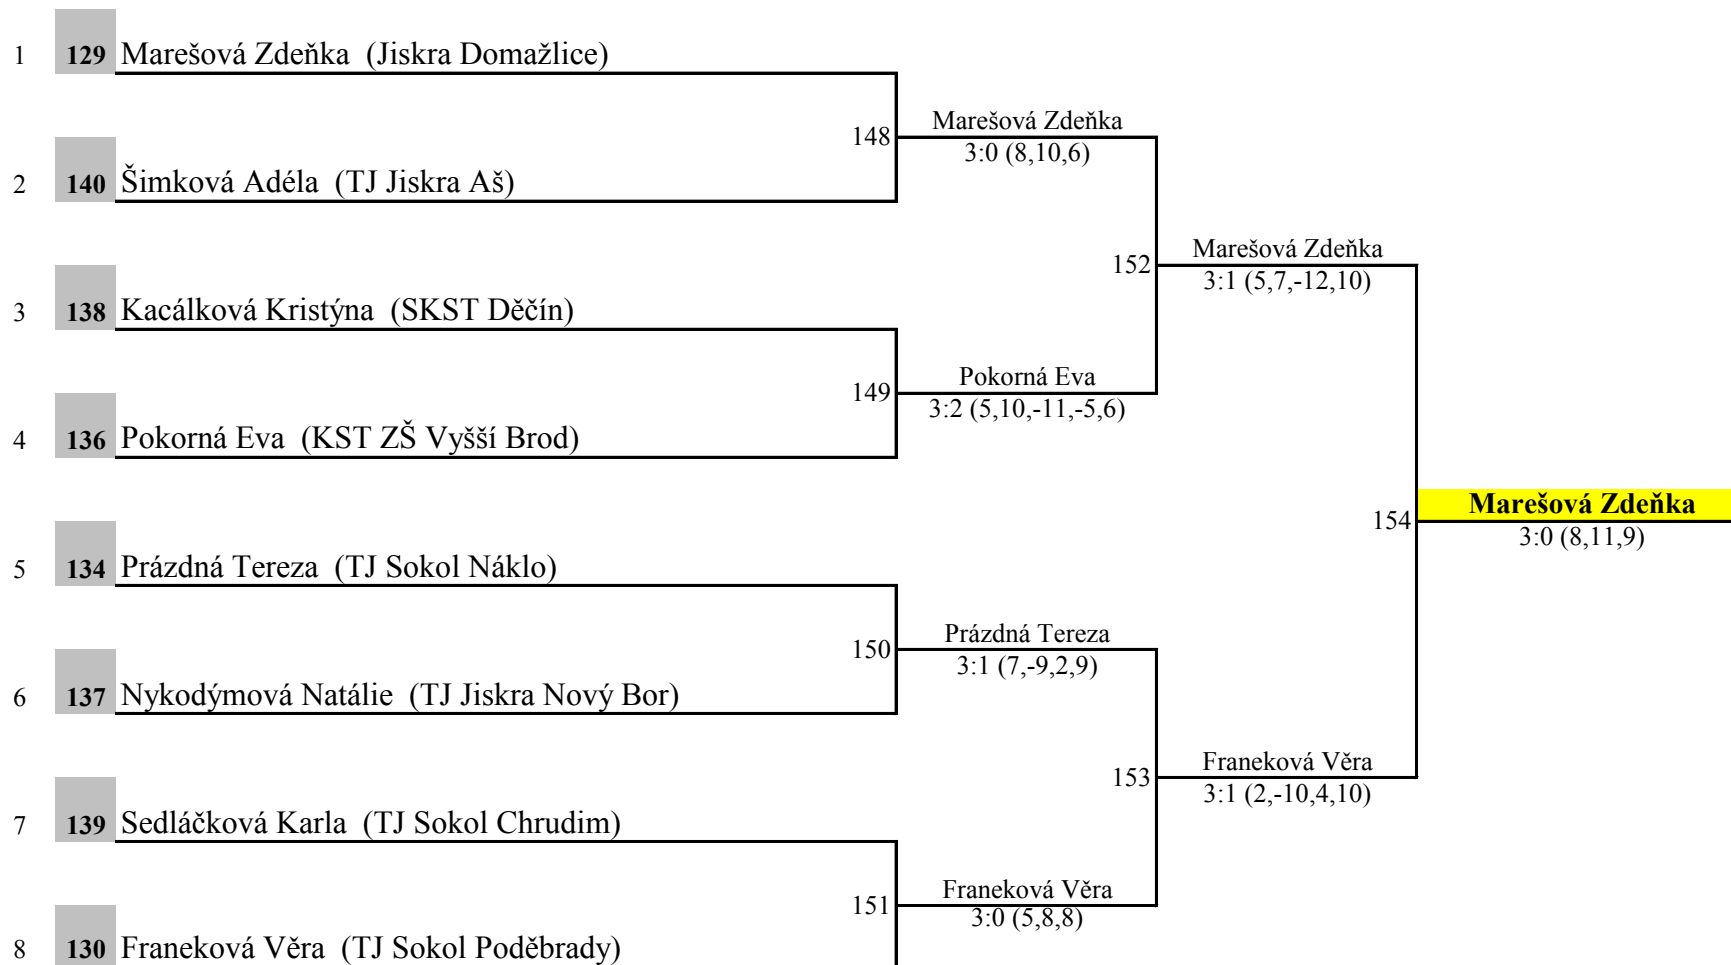 1 129 Marešová Zdeňka (Jiskra Domažlice)
148 Marešová Zdeňka
3:0 (8,10,6)
2 140 Šimková Adéla (TJ Jiskra Aš)
152 Marešová Zdeňka
3:1 (5,7,-12,10)
3 138 Kacálková Kristýna (SKST Děčín)
149 Pokorná Eva
3:2 (5,10,-11,-5,6)
4 136 Pokorná Eva (KST ZŠ Vyšší Brod)
154 Marešová Zdeňka
3:0 (8,11,9)
5 134 Prázdná Tereza (TJ Sokol Náklo)
150 Prázdná Tereza
3:1 (7,-9,2,9)
6 137 Nykodýmová Natálie (TJ Jiskra Nový Bor)
153 Franeková Věra
3:1 (2,-10,4,10)
7 139 Sedláčková Karla (TJ Sokol Chrudim)
151 Franeková Věra
3:0 (5,8,8)
8 130 Franeková Věra (TJ Sokol Poděbrady)